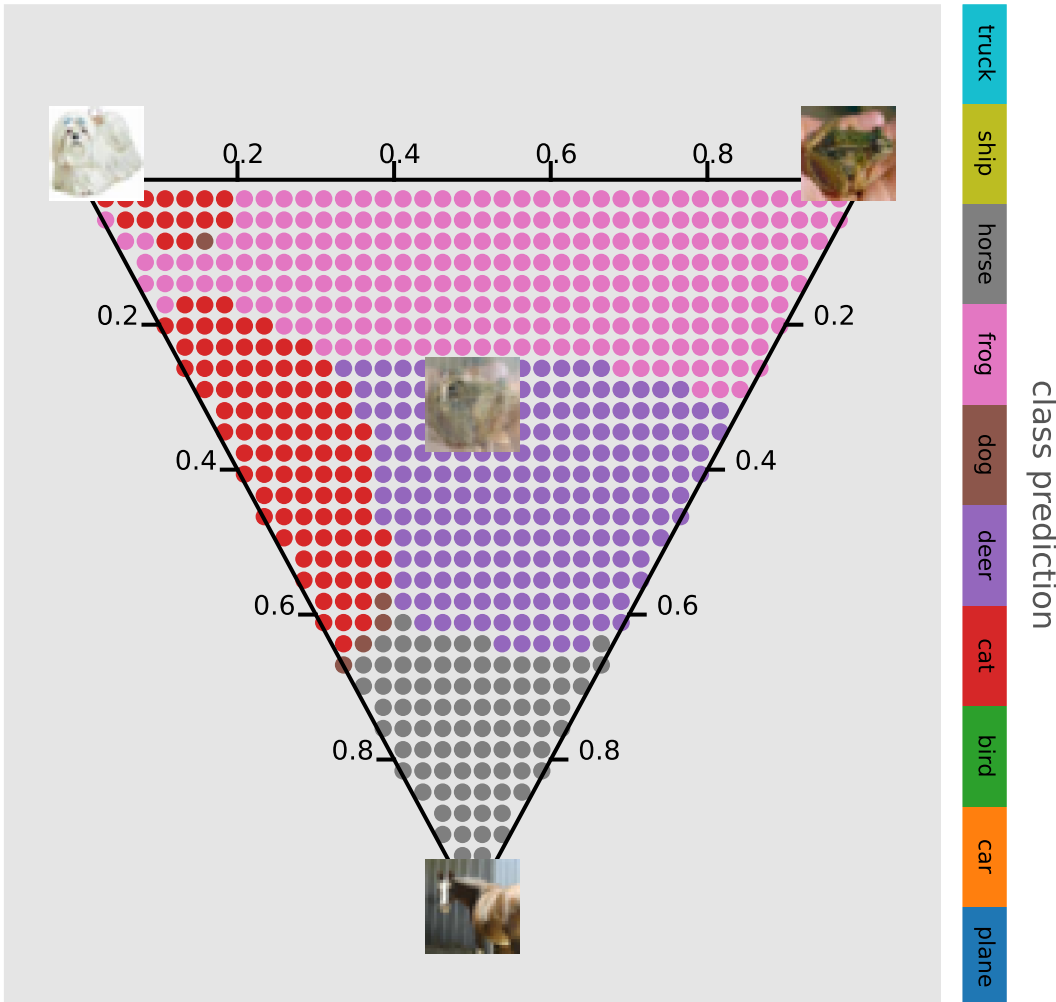 0.2 0.4 0.6 0.8
0.2 0.2
0.4 0.4
0.6 0.6
0.8 0.8
truck
ship
horse
frog
dog
deer
cat
bird
car
plane
class prediction